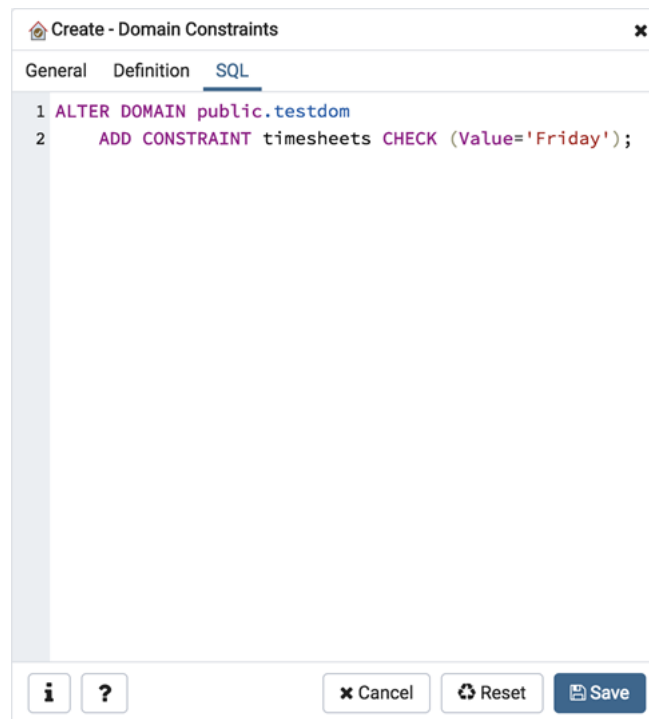 Create - Domain Constraints
General Definition SQL
1 ALTER DOMAIN public.testdom
2 ADD CONSTRAINT timesheets CHECK (Value='Friday');
i ? Cancel Reset Save